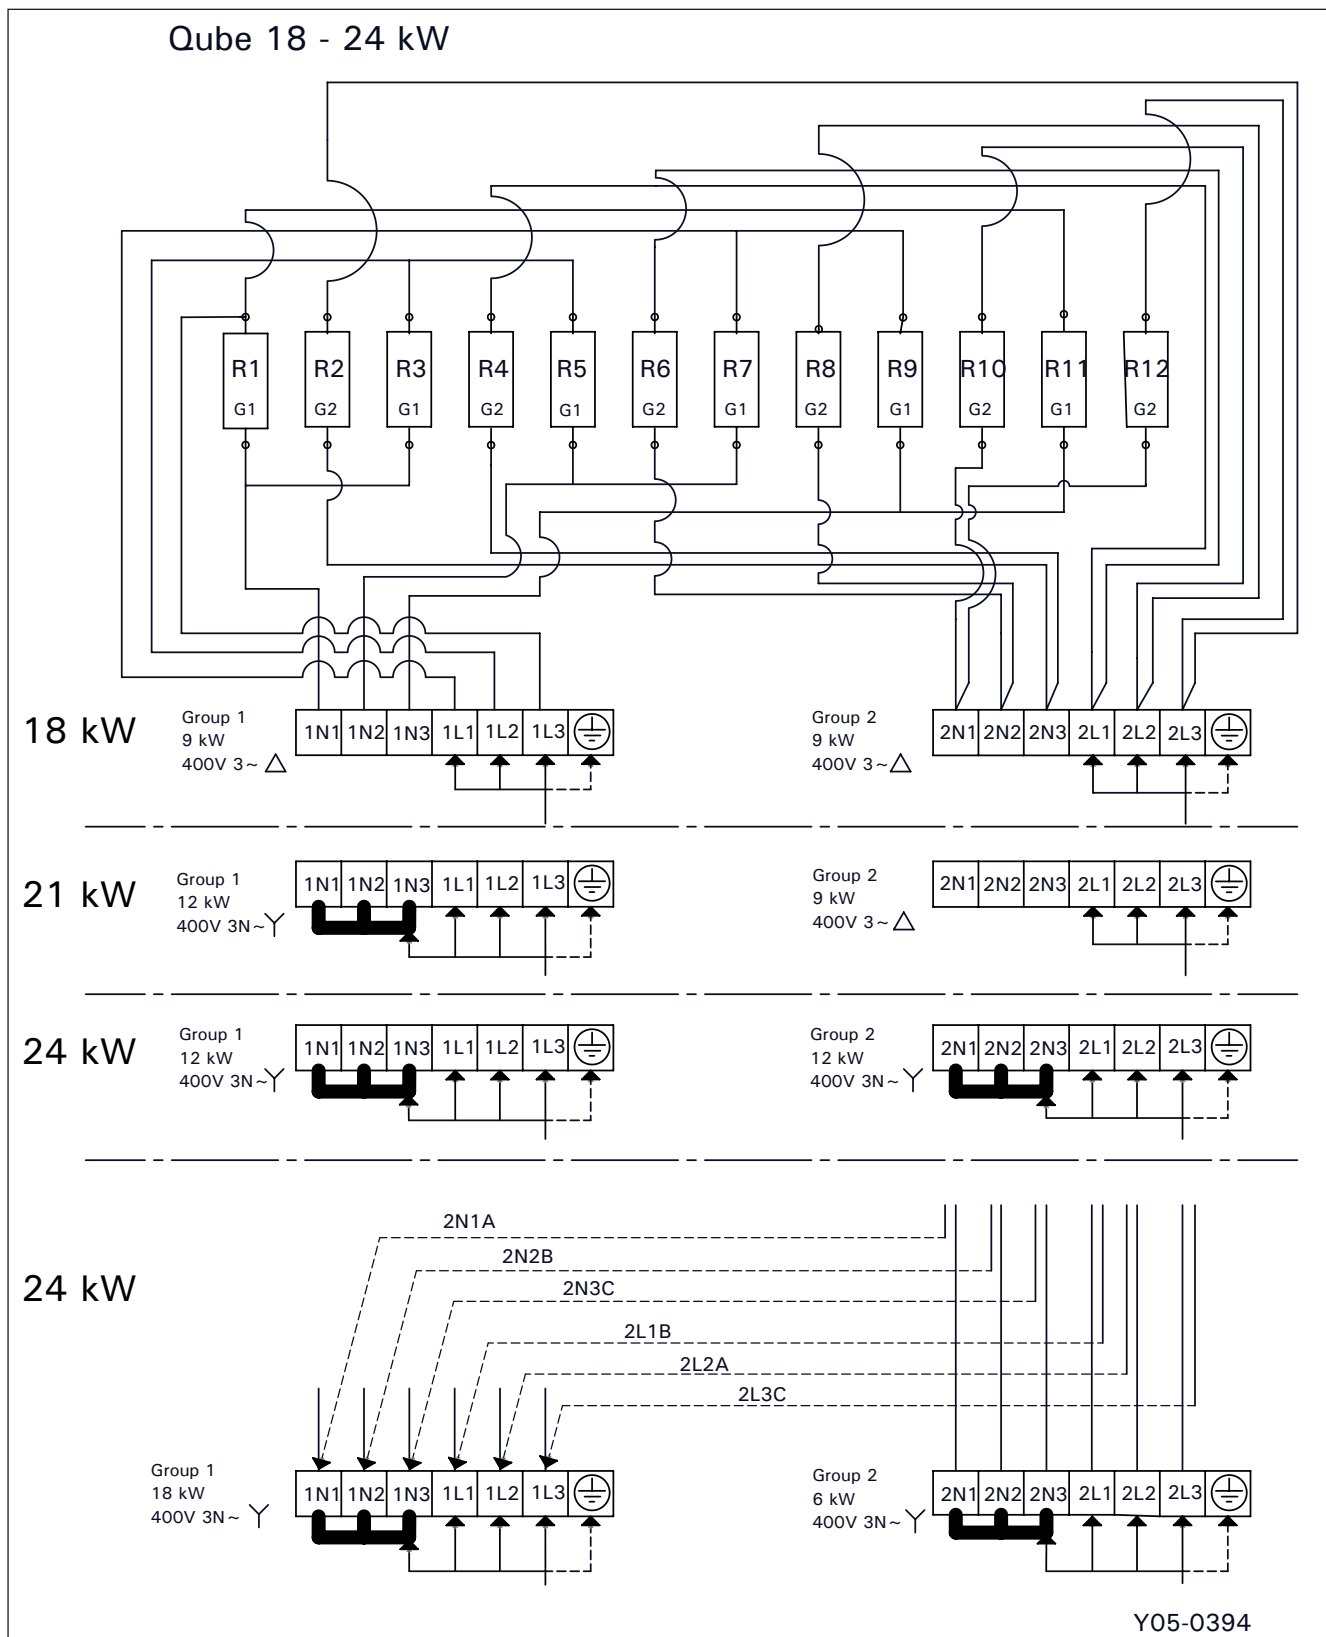 Qube 18 - 24 kW
R1 R2 R3 R4 R5 R6 R7 R8 R9 R10 R11 R12
G1 G2 G1 G2 G1 G2 G1 G2 G1 G2 G1 G2
18 kW
Group 1
9 kW
400V 3~
1N1 1N2 1N3 1L1 1L2 1L3
Group 2
9 kW
400V 3~
2N1 2N2 2N3 2L1 2L2 2L3
21 kW
Group 1
12 kW
400V 3N~
1N1 1N2 1N3 1L1 1L2 1L3
Group 2
9 kW
400V 3~
2N1 2N2 2N3 2L1 2L2 2L3
24 kW
Group 1
12 kW
400V 3N~
1N1 1N2 1N3 1L1 1L2 1L3
Group 2
12 kW
400V 3N~
2N1 2N2 2N3 2L1 2L2 2L3
24 kW
2N1A
2N2B
2N3C
2L1B
2L2A
2L3C
Group 1
18 kW
400V 3N~
1N1 1N2 1N3 1L1 1L2 1L3
Group 2
6 kW
400V 3N~
2N1 2N2 2N3 2L1 2L2 2L3
Y05-0394